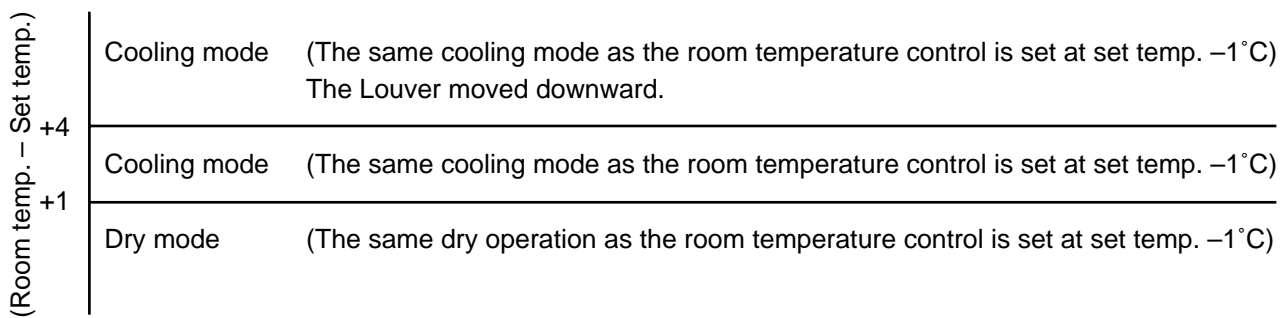 (Room temp. – Set temp.)
Cooling mode (The same cooling mode as the room temperature control is set at set temp. –1˚C)
The Louver moved downward.
+4
Cooling mode (The same cooling mode as the room temperature control is set at set temp. –1˚C)
+1
Dry mode (The same dry operation as the room temperature control is set at set temp. –1˚C)